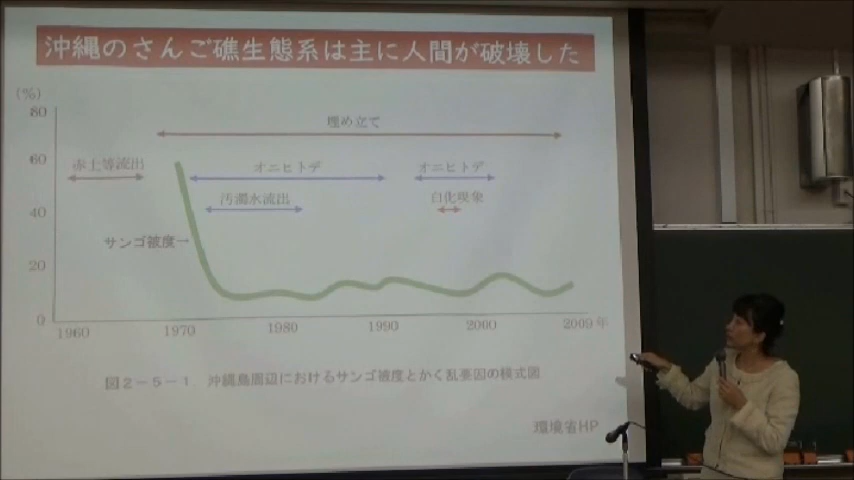 沖縄のさんご礁生態系は主に人間が破壊した
(%)
80
埋め立て
60
赤土等流出
オニヒトデ
オニヒトデ
汚濁水流出
白化現象
40
サンゴ被度→
20
0
1960
1970
1980
1990
2000
2009 年
図2-5-1. 沖縄島周辺におけるサンゴ被度とかく乱要因の模式図
環境省HP